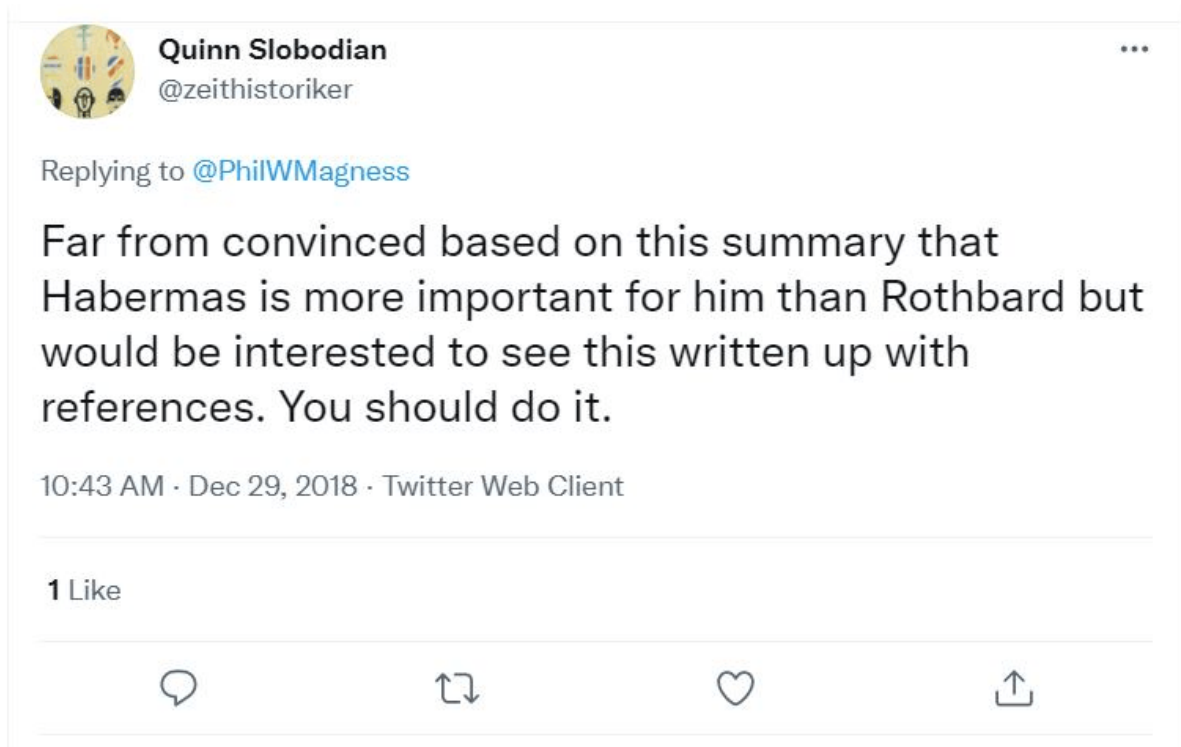 Quinn Slobodian
@zeithistoriker
Replying to @PhilWMagness
Far from convinced based on this summary that
Habermas is more important for him than Rothbard but
would be interested to see this written up with
references. You should do it.
10:43 AM · Dec 29, 2018 · Twitter Web Client
1 Like